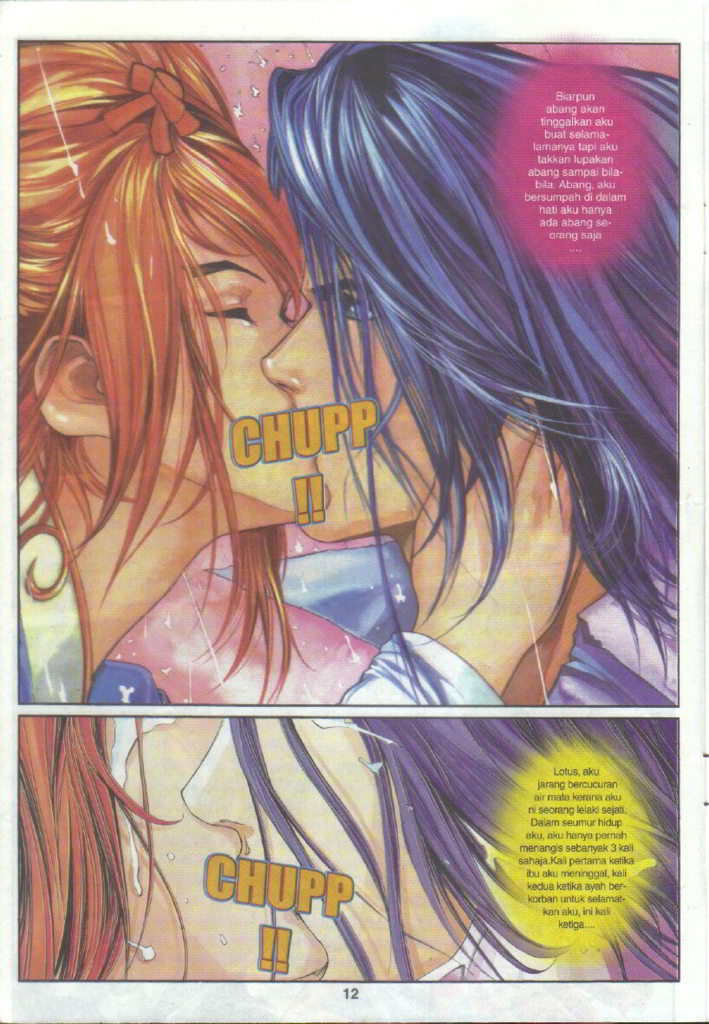 Biarpun
abang akan
tinggalkan aku
buat selama-
lamanya tapi aku
takkan lupakan
abang sampai bila-
bila. Abang, aku
bersumpah di dalam
hati aku hanya
ada abang se-
orang saja
....
CHUPP
!!
Lotus, aku
jarang bercucuran
air mata kerana aku
ni seorang lelaki sejati.
Dalam seumur hidup
aku, aku hanya pernah
menangis sebanyak 3 kali
sahaja.Kali pertama ketika
ibu aku meninggal, kali
kedua ketika ayah ber-
korban untuk selamat-
kan aku, ini kali
ketiga....
CHUPP
!!
12